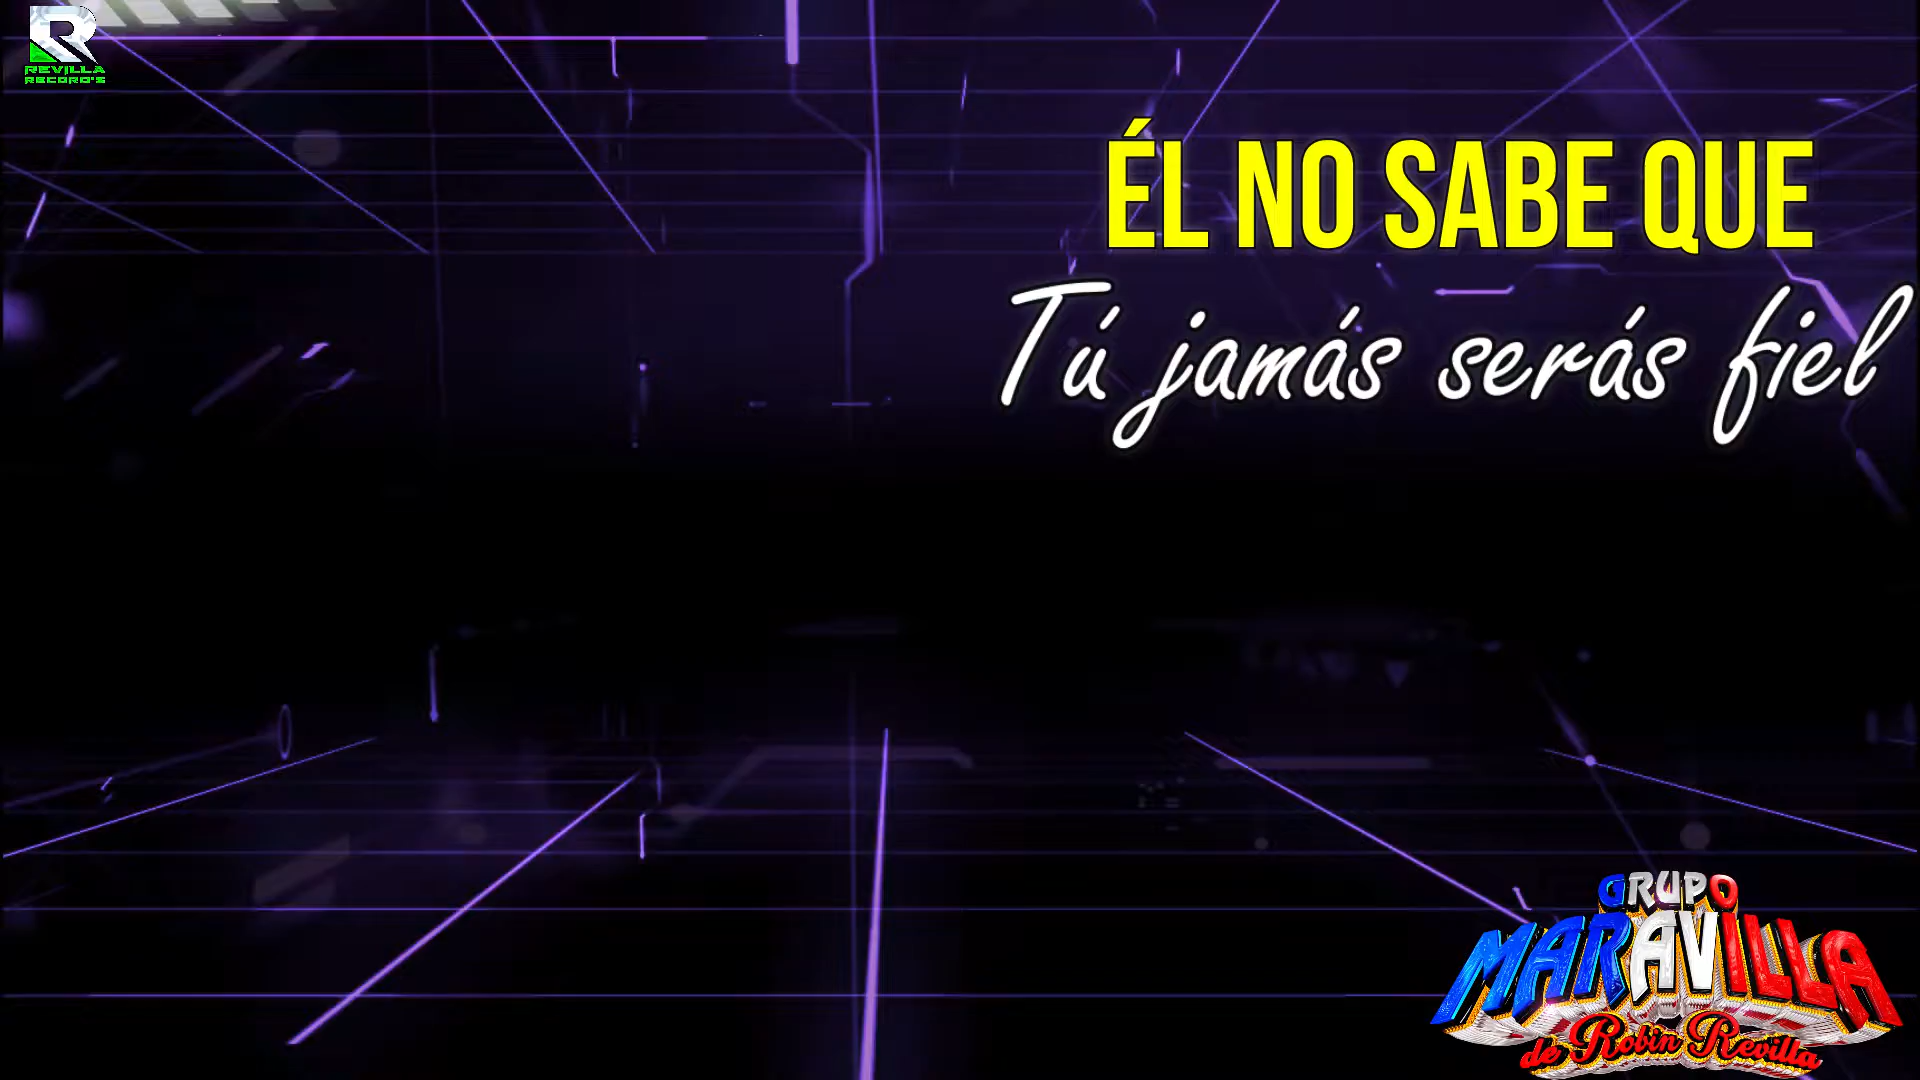 REVILLA
RECORD'S
ÉL NO SABE QUE
Tú jamás serás fiel
GRUPO
MARAVILLA
de Robin Revilla